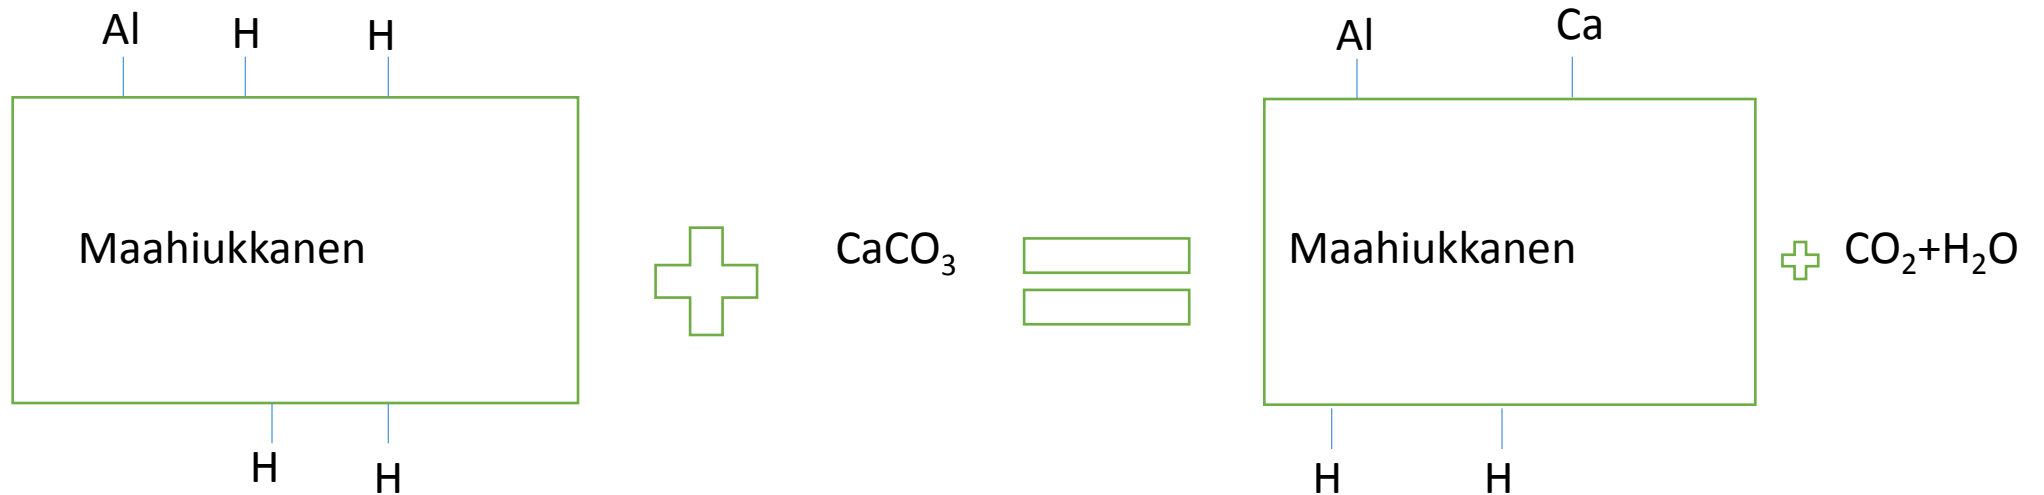 Al H H
Al Ca
Maahiukkanen
CaCO₃
Maahiukkanen
CO₂+H₂O
H H
H H